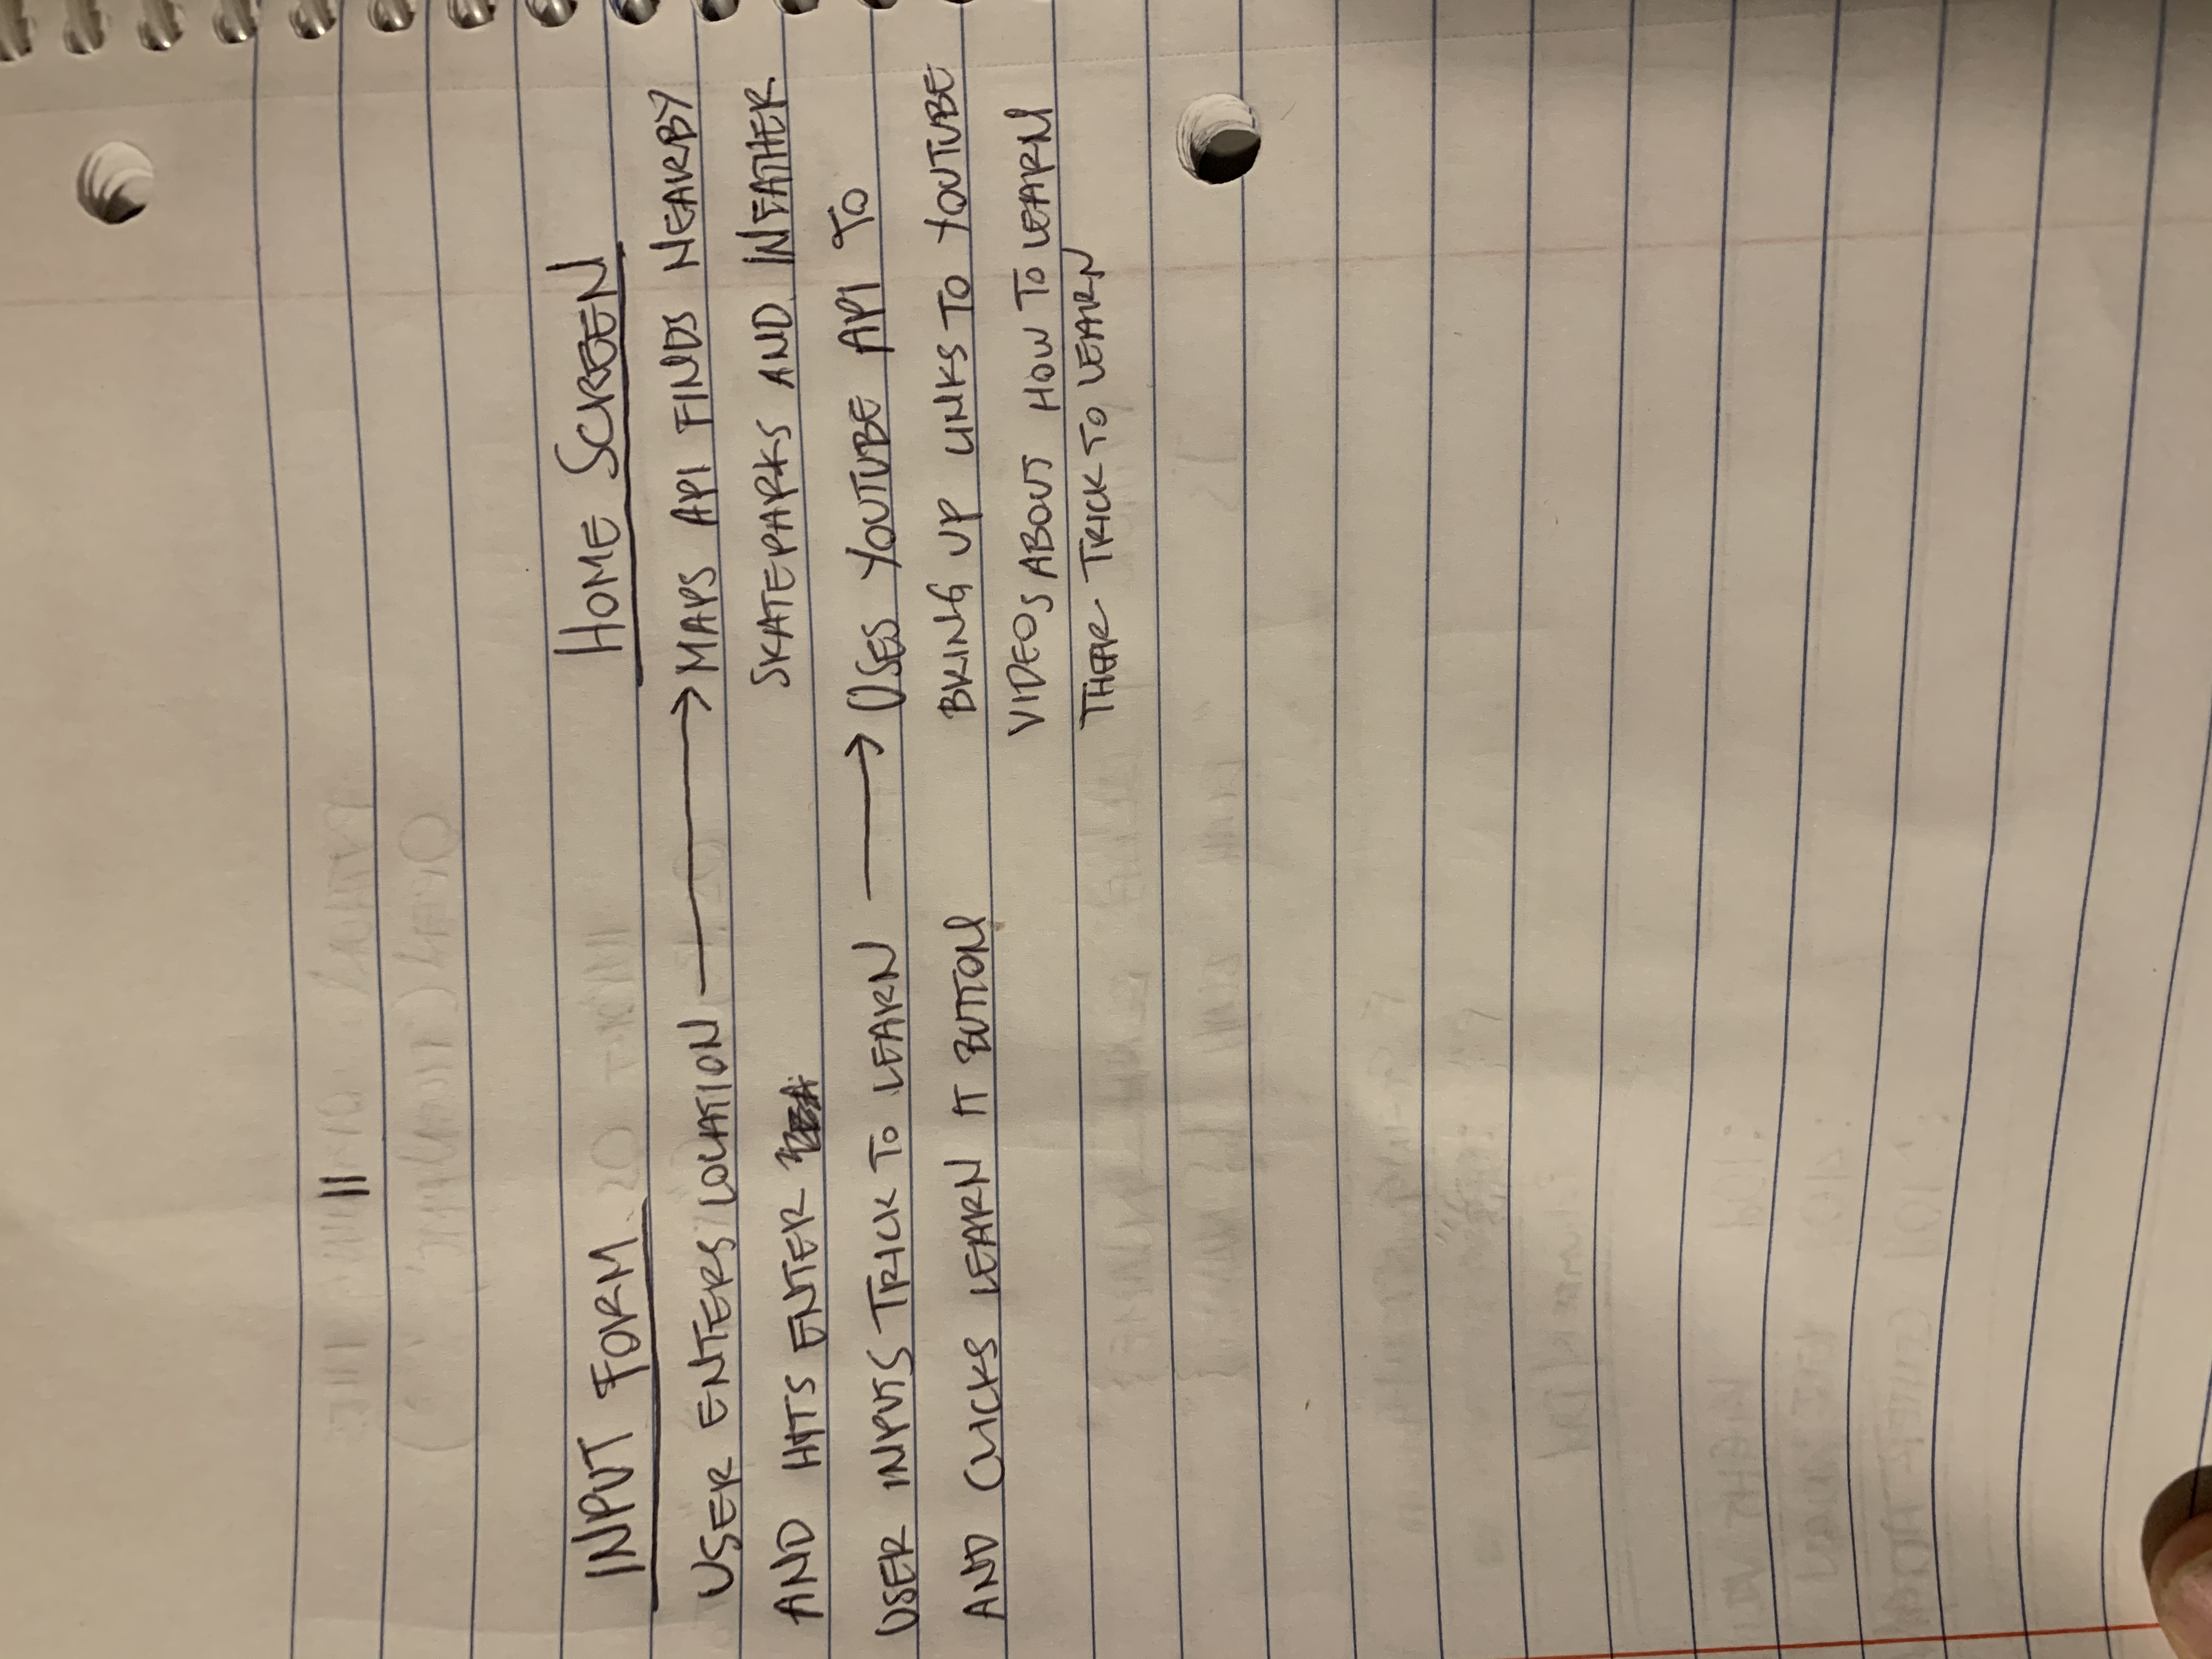 11
INPUT FORM
USER ENTERS LOCATION
AND HITS ENTER
USER INPUTS TRICK TO LEARN
AND CLICKS LEARN IT BUTTON
HOME SCREEN
MAPS API FINDS NEARBY
SKATEPARKS AND WEATHER
USES YOUTUBE API TO
BRING UP LINKS TO YOUTUBE
VIDEOS ABOUT HOW TO LEARN
THEIR TRICK TO LEARN